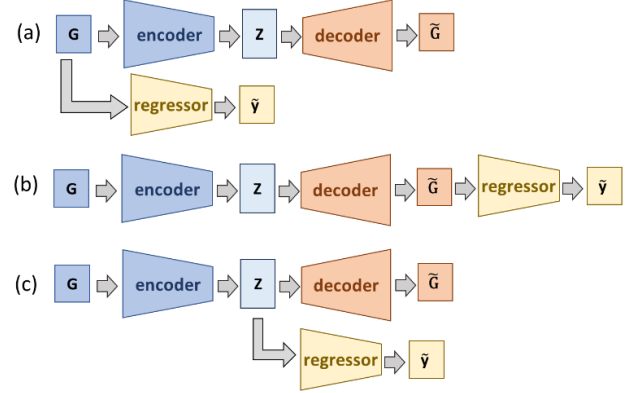 (a) G encoder Z decoder G̃
regressor ỹ
(b) G encoder Z decoder G̃ regressor ỹ
(c) G encoder Z decoder G̃
regressor ỹ